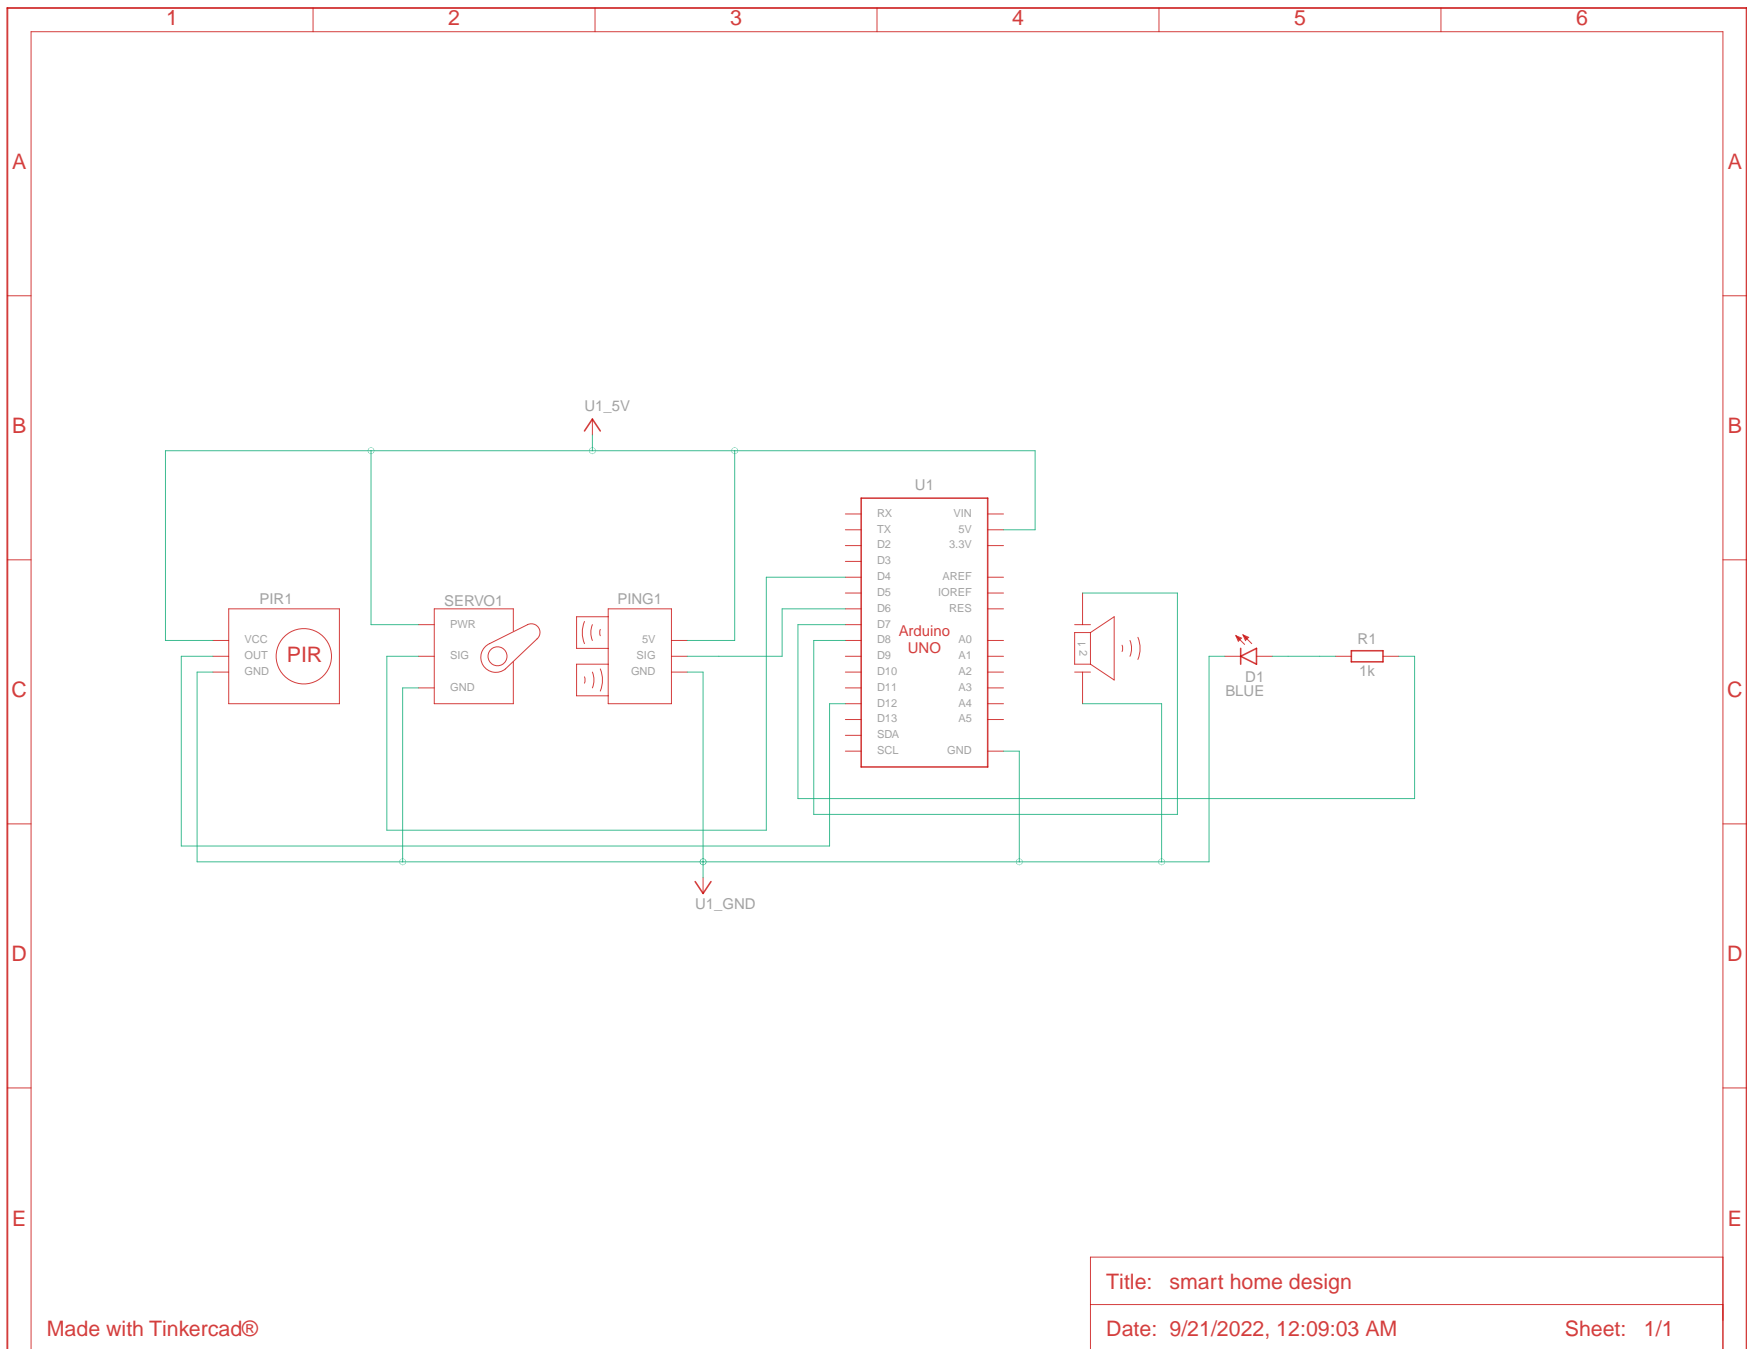 1 2 3 4 5 6
A A
B B
C C
D D
E E
U1_5V
U1
RX VIN
TX 5V
D2 3.3V
D3
D4 AREF
D5 IOREF
D6 RES
D7
D8 A0
D9 A1
D10 A2
D11 A3
D12 A4
D13 A5
SDA
SCL GND
Arduino
UNO
PIR1
VCC
OUT
GND
PIR
SERVO1
PWR
SIG
GND
PING1
5V
SIG
GND
1 2
D1
BLUE
R1
1k
U1_GND
Title: smart home design
Date: 9/21/2022, 12:09:03 AM Sheet: 1/1
Made with Tinkercad®